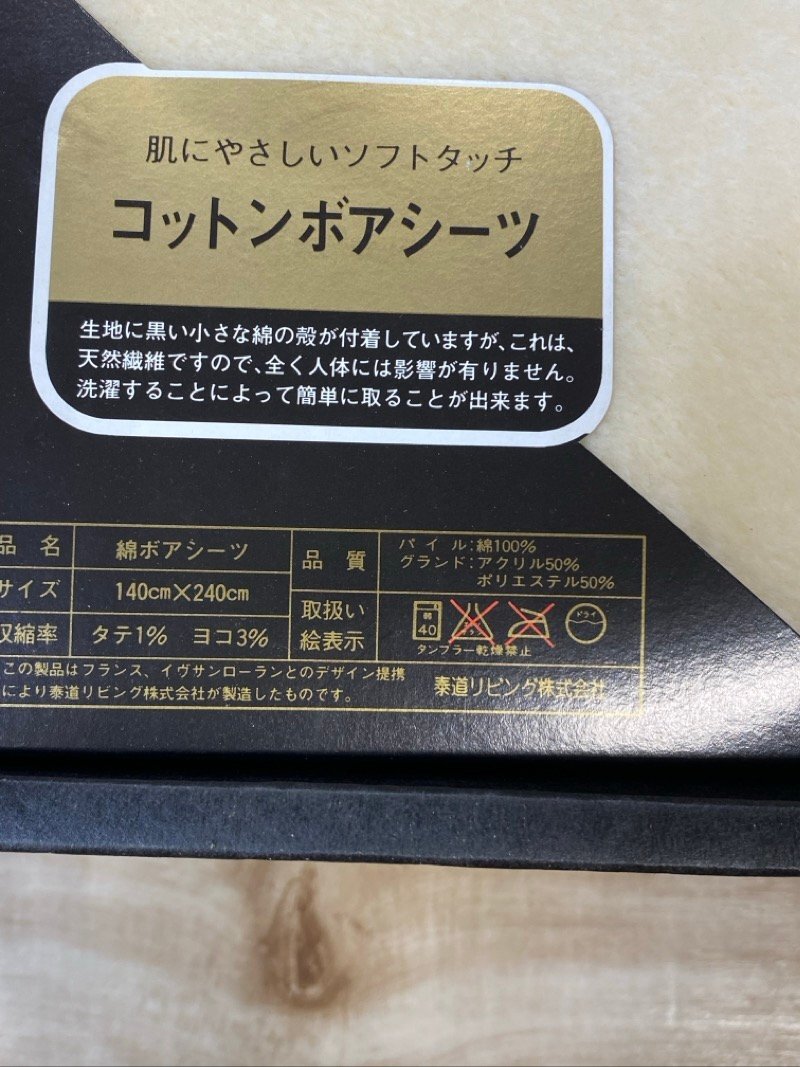 肌にやさしいソフトタッチ
コットンボアシーツ
生地に黒い小さな綿の殻が付着していますが、これは、
天然繊維ですので、全く人体には影響が有りません。
洗濯することによって簡単に取ることが出来ます。
品 名 綿ボアシーツ
サイズ 140cm×240cm
収縮率 タテ1% ヨコ3%
品 質 パイル:綿100%
グランド:アクリル50%
ポリエステル50%
取扱い
絵表示
40
ドライ
タンブラー乾燥禁止
この製品はフランス、イヴサンローランとのデザイン提携
により泰道リビング株式会社が製造したものです。
泰道リビング株式会社